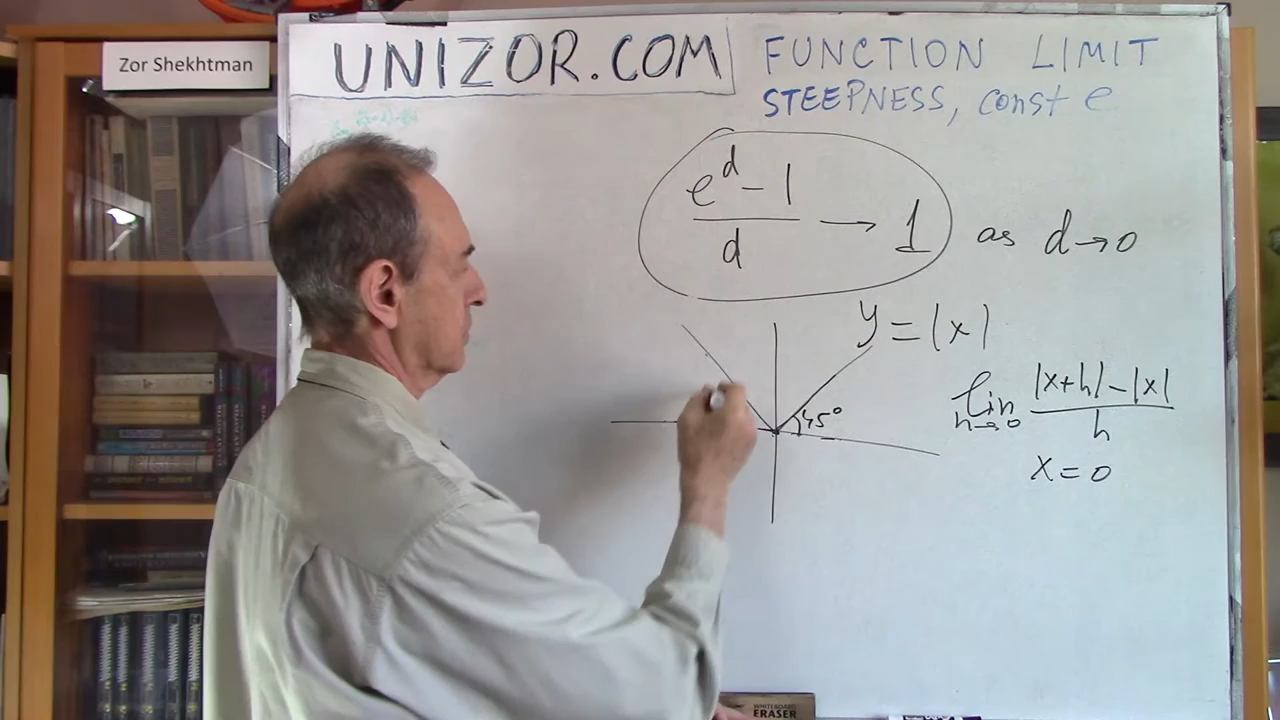 Zor Shekhtman
UNIZOR.COM
FUNCTION LIMIT
STEEPNESS, const e
e^d - 1
d
→ 1 as d→0
y = |x|
45°
lim |x+h| - |x|
h→0 h
x = 0
WHITEBOARD
ERASER